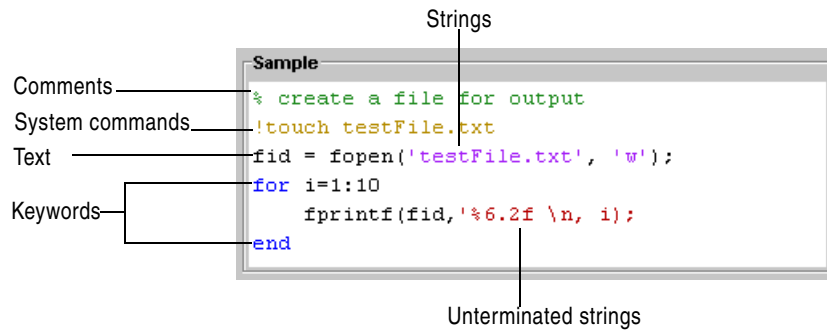 Strings
Sample
Comments
% create a file for output
System commands
!touch testFile.txt
Text
fid = fopen('testFile.txt', 'w');
for i=1:10
Keywords
fprintf(fid,'%6.2f \n, i);
end
Unterminated strings